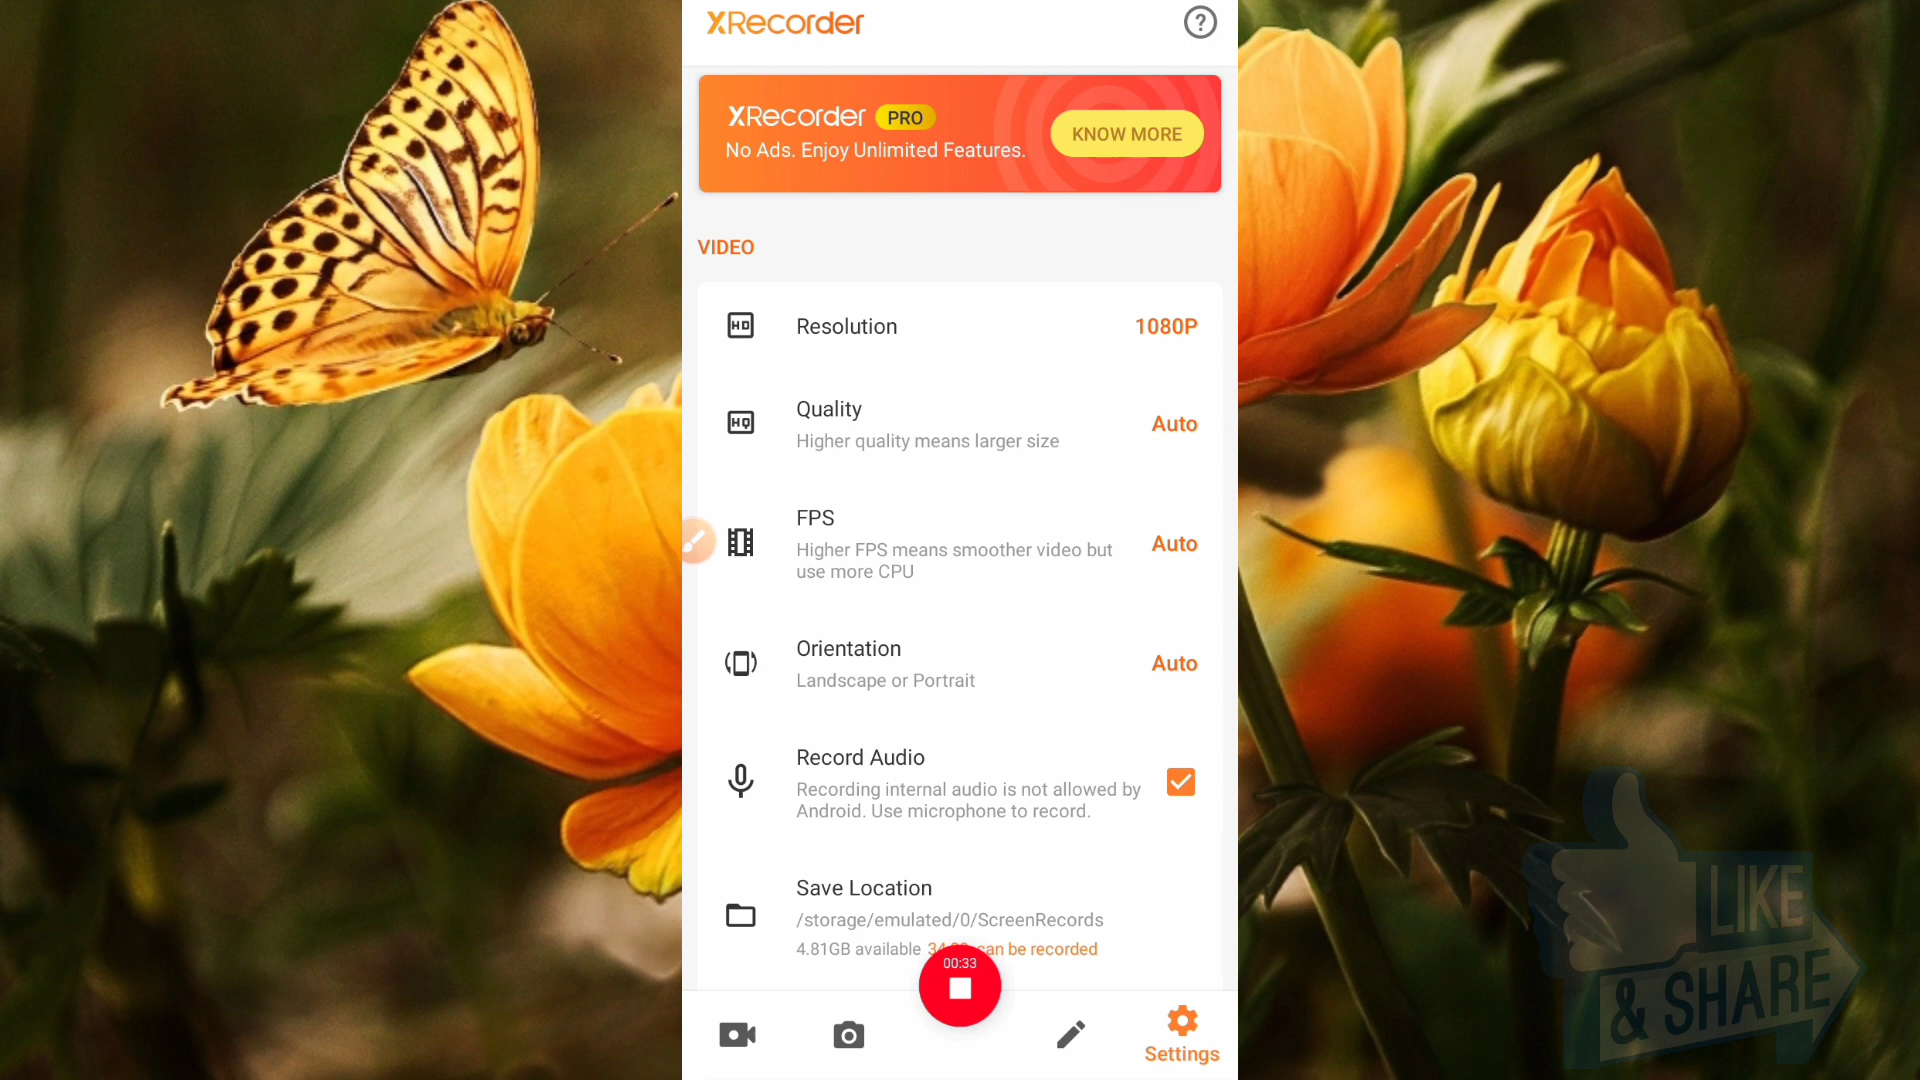 XRecorder
XRecorder PRO
No Ads. Enjoy Unlimited Features.
KNOW MORE
VIDEO
HD
Resolution
1080P
Quality
HQ
Higher quality means larger size
Auto
FPS
Higher FPS means smoother video but
use more CPU
Auto
Orientation
Landscape or Portrait
Auto
Record Audio
Recording internal audio is not allowed by
Android. Use microphone to record.
Save Location
/storage/emulated/0/ScreenRecords
4.81GB available can be recorded
00:33
Settings
LIKE
& SHARE